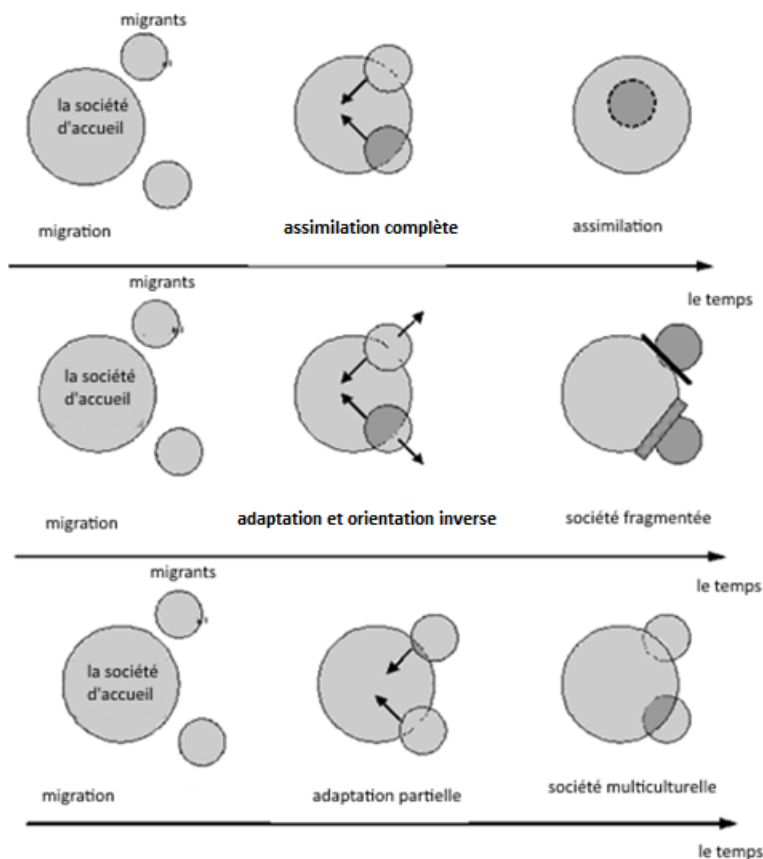 migrants
la société
d'accueil
migration
assimilation complète
assimilation
le temps
migrants
la société
d'accueil
migration
adaptation et orientation inverse
société fragmentée
le temps
migrants
la société
d'accueil
migration
adaptation partielle
société multiculturelle
le temps